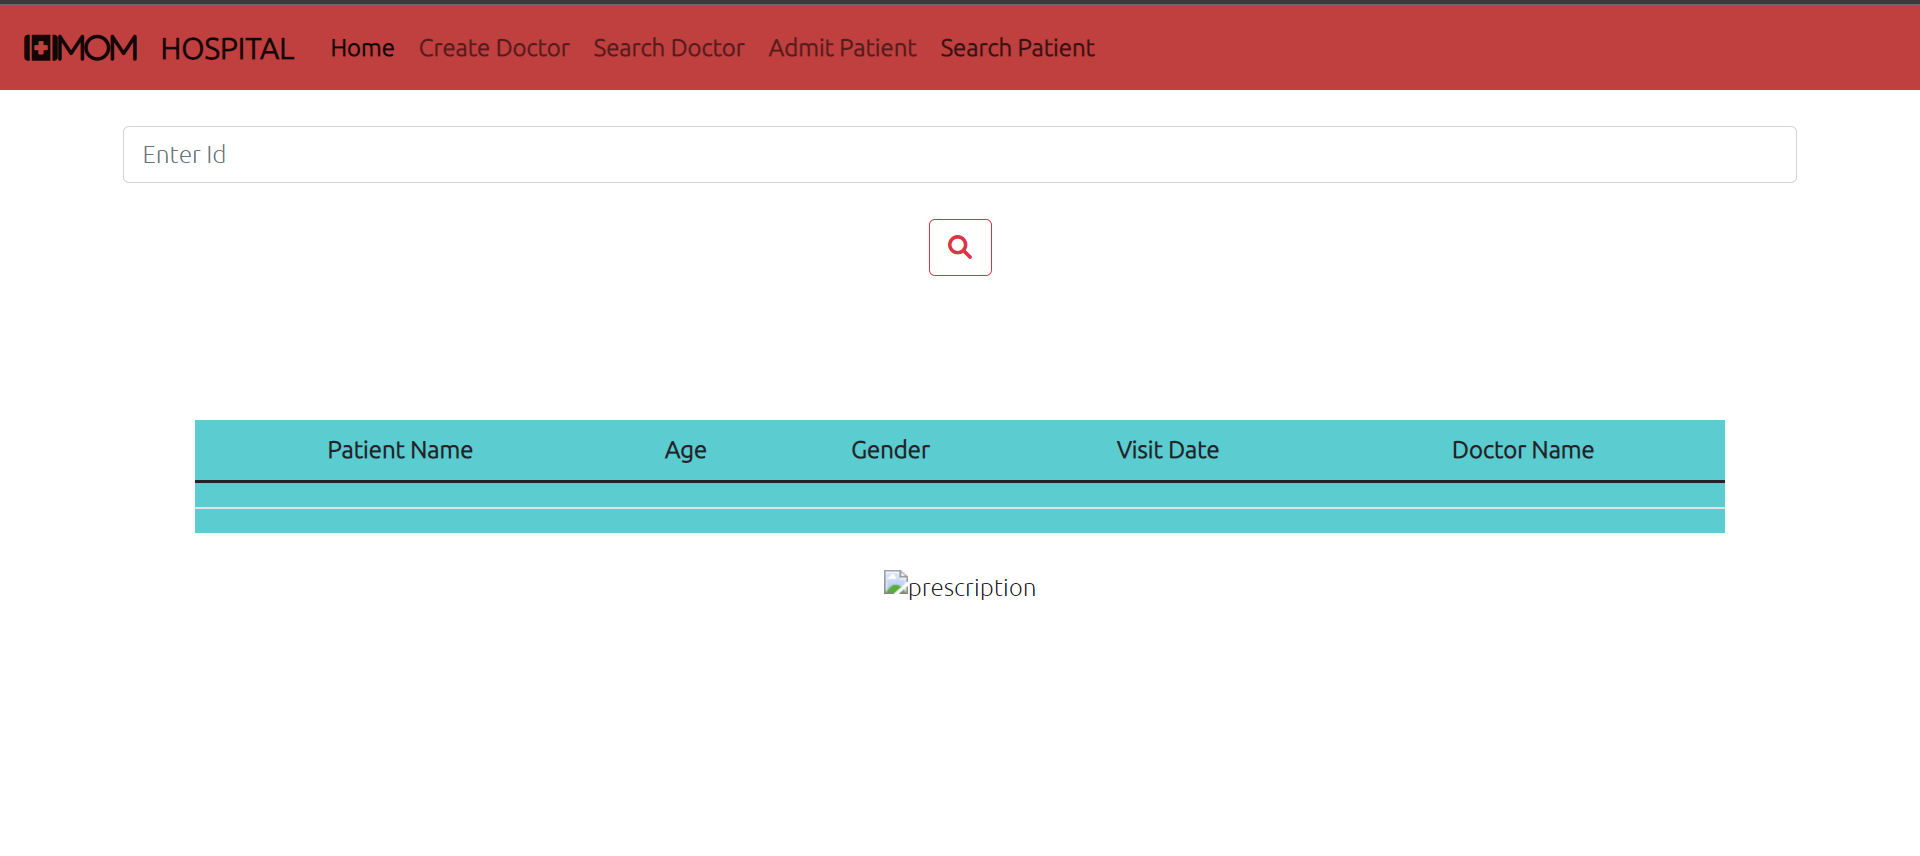 MOM HOSPITAL Home Create Doctor Search Doctor Admit Patient Search Patient
Enter Id
Patient Name Age Gender Visit Date Doctor Name
prescription